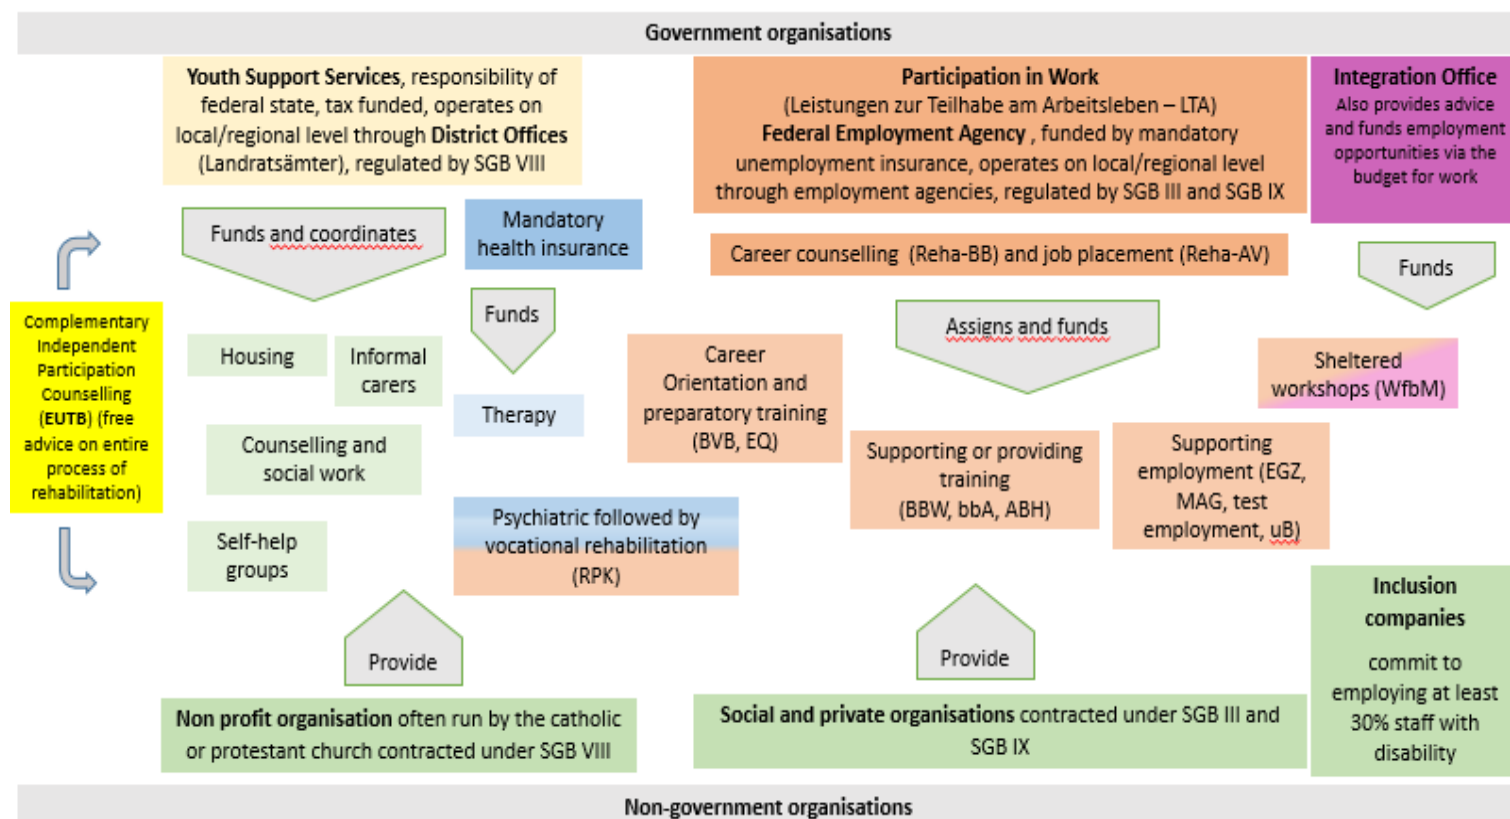 Government organisations
Youth Support Services, responsibility of
federal state, tax funded, operates on
local/regional level through District Offices
(Landratsämter), regulated by SGB VIII
Participation in Work
(Leistungen zur Teilhabe am Arbeitsleben – LTA)
Federal Employment Agency , funded by mandatory
unemployment insurance, operates on local/regional level
through employment agencies, regulated by SGB III and SGB IX
Integration Office
Also provides advice
and funds employment
opportunities via the
budget for work
Funds and coordinates
Mandatory
health insurance
Career counselling (Reha-BB) and job placement (Reha-AV)
Funds
Funds
Assigns and funds
Complementary
Independent
Participation
Counselling
(EUTB) (free
advice on entire
process of
rehabilitation)
Housing
Informal
carers
Therapy
Counselling and
social work
Self-help
groups
Career
Orientation and
preparatory training
(BVB, EQ)
Sheltered
workshops (WfbM)
Supporting or providing
training
(BBW, bbA, ABH)
Supporting
employment (EGZ,
MAG, test
employment, uB)
Psychiatric followed by
vocational rehabilitation
(RPK)
Provide
Provide
Inclusion
companies
commit to
employing at least
30% staff with
disability
Non profit organisation often run by the catholic
or protestant church contracted under SGB VIII
Social and private organisations contracted under SGB III and
SGB IX
Non-government organisations